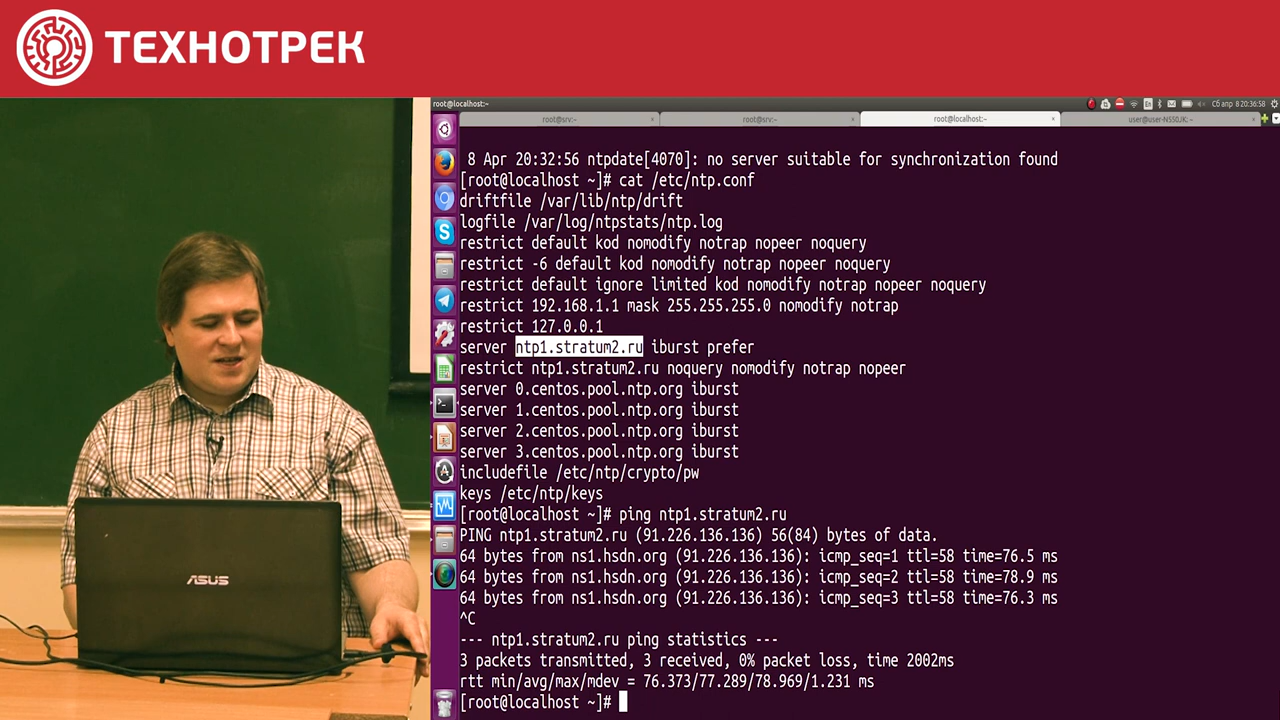 ТЕХНОТРЕК
root@localhost:~
Сб апр 8 20:36:58
root@srv:~
root@srv:~
root@localhost:~
user@user-N550JK: ~
8 Apr 20:32:56 ntpdate[4070]: no server suitable for synchronization found
[root@localhost ~]# cat /etc/ntp.conf
driftfile /var/lib/ntp/drift
logfile /var/log/ntpstats/ntp.log
restrict default kod nomodify notrap nopeer noquery
restrict -6 default kod nomodify notrap nopeer noquery
restrict default ignore limited kod nomodify notrap nopeer noquery
restrict 192.168.1.1 mask 255.255.255.0 nomodify notrap
restrict 127.0.0.1
server ntp1.stratum2.ru iburst prefer
restrict ntp1.stratum2.ru noquery nomodify notrap nopeer
server 0.centos.pool.ntp.org iburst
server 1.centos.pool.ntp.org iburst
server 2.centos.pool.ntp.org iburst
server 3.centos.pool.ntp.org iburst
includefile /etc/ntp/crypto/pw
keys /etc/ntp/keys
[root@localhost ~]# ping ntp1.stratum2.ru
PING ntp1.stratum2.ru (91.226.136.136) 56(84) bytes of data.
64 bytes from ns1.hsdn.org (91.226.136.136): icmp_seq=1 ttl=58 time=76.5 ms
64 bytes from ns1.hsdn.org (91.226.136.136): icmp_seq=2 ttl=58 time=78.9 ms
64 bytes from ns1.hsdn.org (91.226.136.136): icmp_seq=3 ttl=58 time=76.3 ms
^C
--- ntp1.stratum2.ru ping statistics ---
3 packets transmitted, 3 received, 0% packet loss, time 2002ms
rtt min/avg/max/mdev = 76.373/77.289/78.969/1.231 ms
[root@localhost ~]#
ASUS